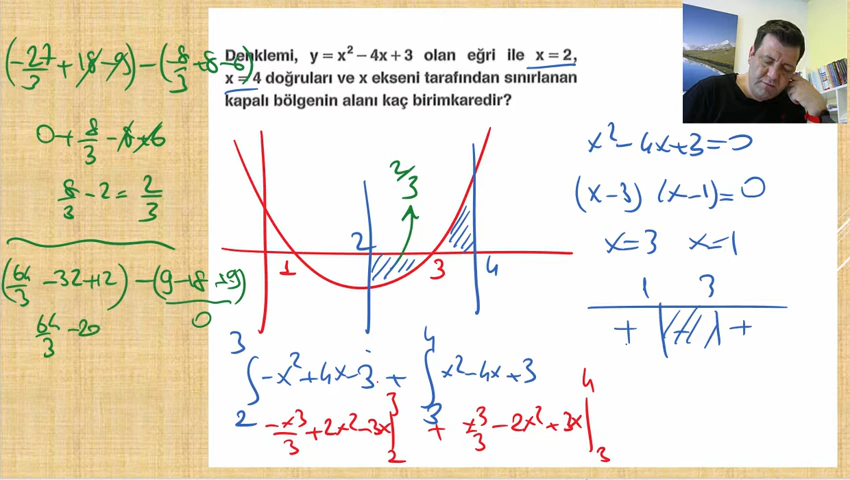 Denklemi, y = x² – 4x + 3 olan eğri ile x = 2,
x = 4 doğruları ve x ekseni tarafından sınırlanan
kapalı bölgenin alanı kaç birimkaredir?
(-27/3 + 18 - 9) - (-8/3 + 8 - 6)
0 + 8/3 - 8 + 6
8/3 - 2 = 2/3
(64/3 - 32 + 12) - (9 - 18 + 9)
0
64/3 - 20
2/3
2
1
3
4
x² - 4x + 3 = 0
(x-3) (x-1) = 0
x = 3 x = 1
1 3
+ +
∫₂³ -x² + 4x - 3 + ∫₃⁴ x² - 4x + 3
-x³/3 + 2x² - 3x |₂³ + x³/3 - 2x² + 3x |₃⁴